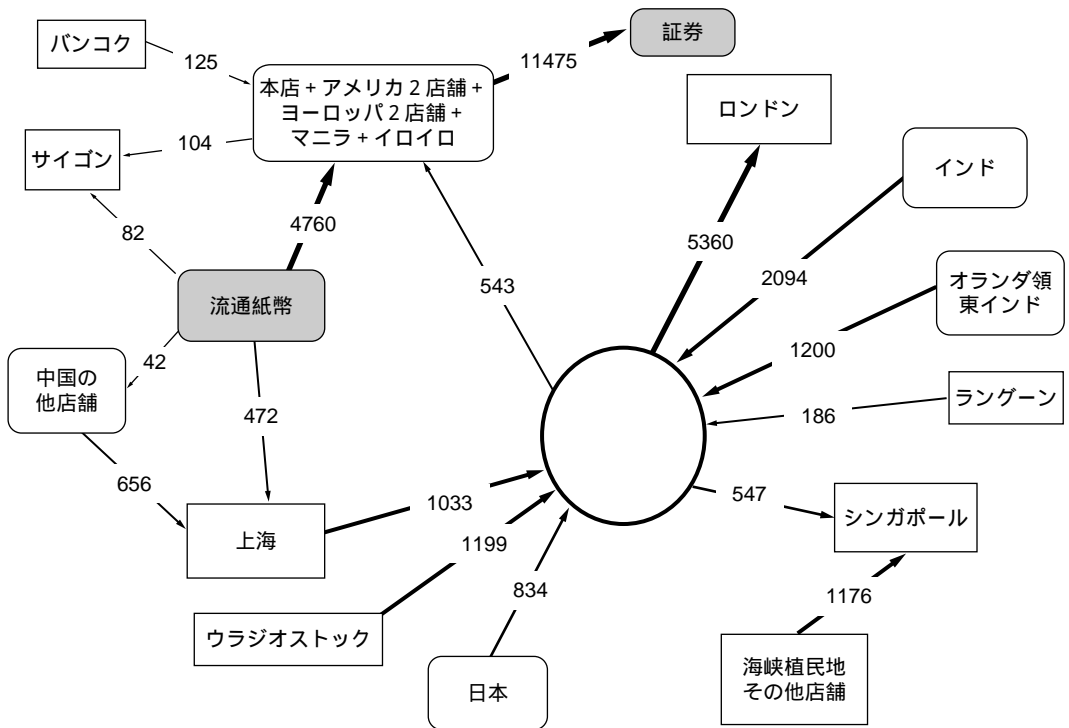 証券
バンコク
125
11475
本店 + アメリカ 2 店舗 +
ヨーロッパ 2 店舗 +
マニラ + イロイロ
ロンドン
104
サイゴン
インド
82
4760
5360
2094
543
オランダ領
東インド
流通紙幣
42
1200
中国の
他店舗
472
186
ラングーン
656
1033
547
シンガポール
上海
1199
834
1176
ウラジオストック
日本
海峡植民地
その他店舗